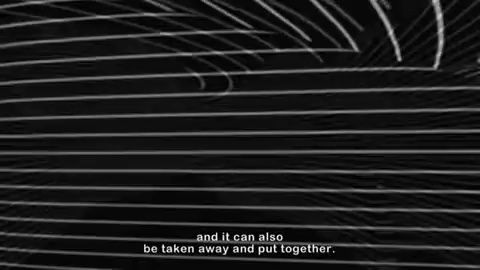 and it can also
be taken away and put together.